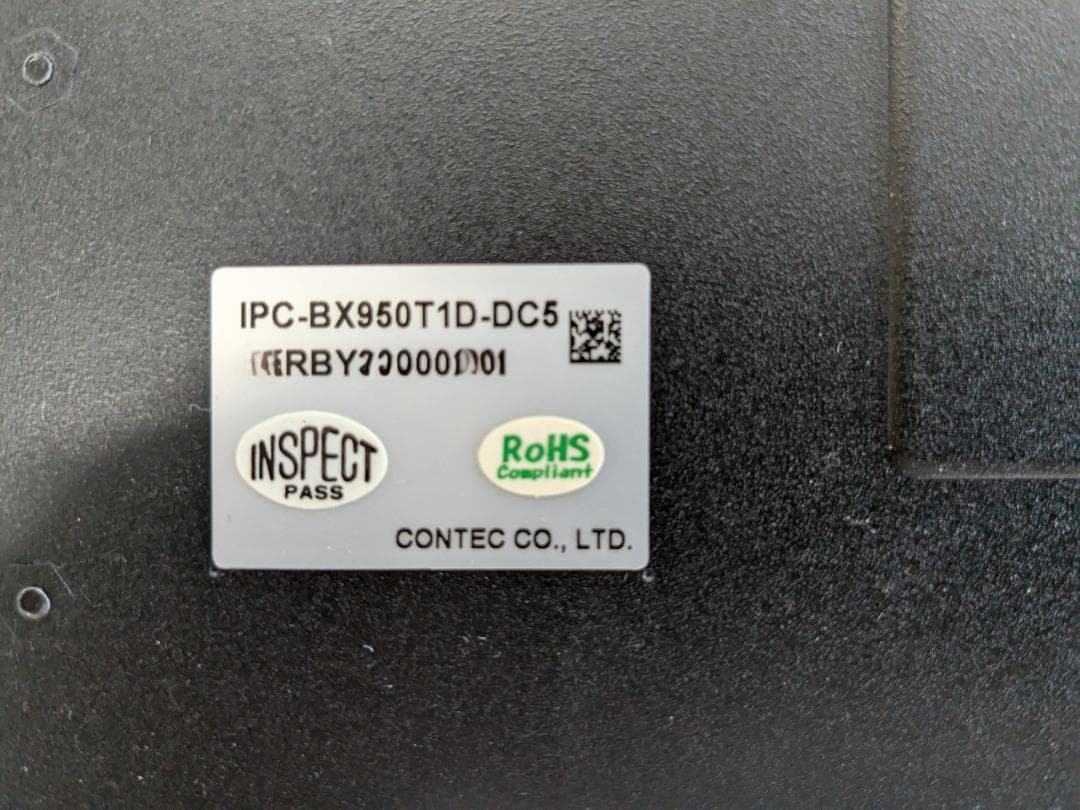 IPC-BX950T1D-DC5
INSPECT
PASS
RoHS
Compliant
CONTEC CO., LTD.